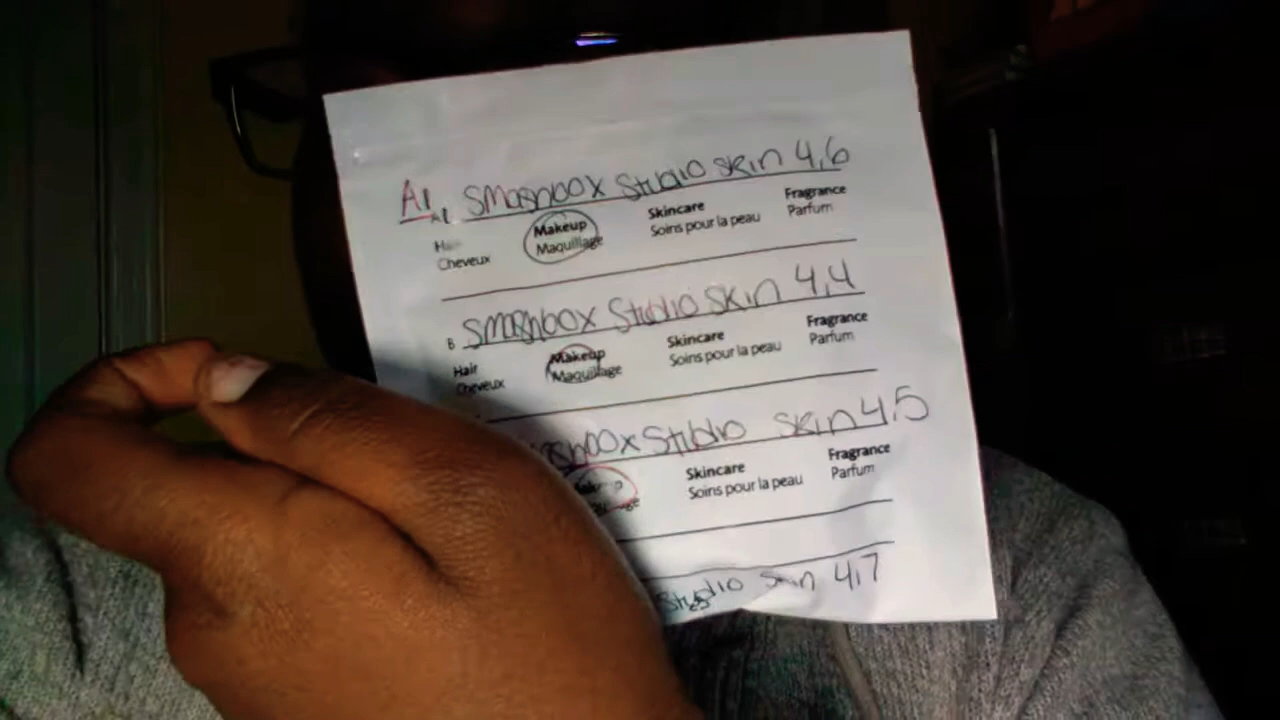 A1. Smashbox Studio Skin 4.6
A1
Hair Makeup Skincare Fragrance
Cheveux Maquillage Soins pour la peau Parfum
B Smashbox Studio Skin 4.4
Hair Makeup Skincare Fragrance
Cheveux Maquillage Soins pour la peau Parfum
Studio Skin 4.5
Skincare Fragrance
Soins pour la peau Parfum
Studio Skin 4.7